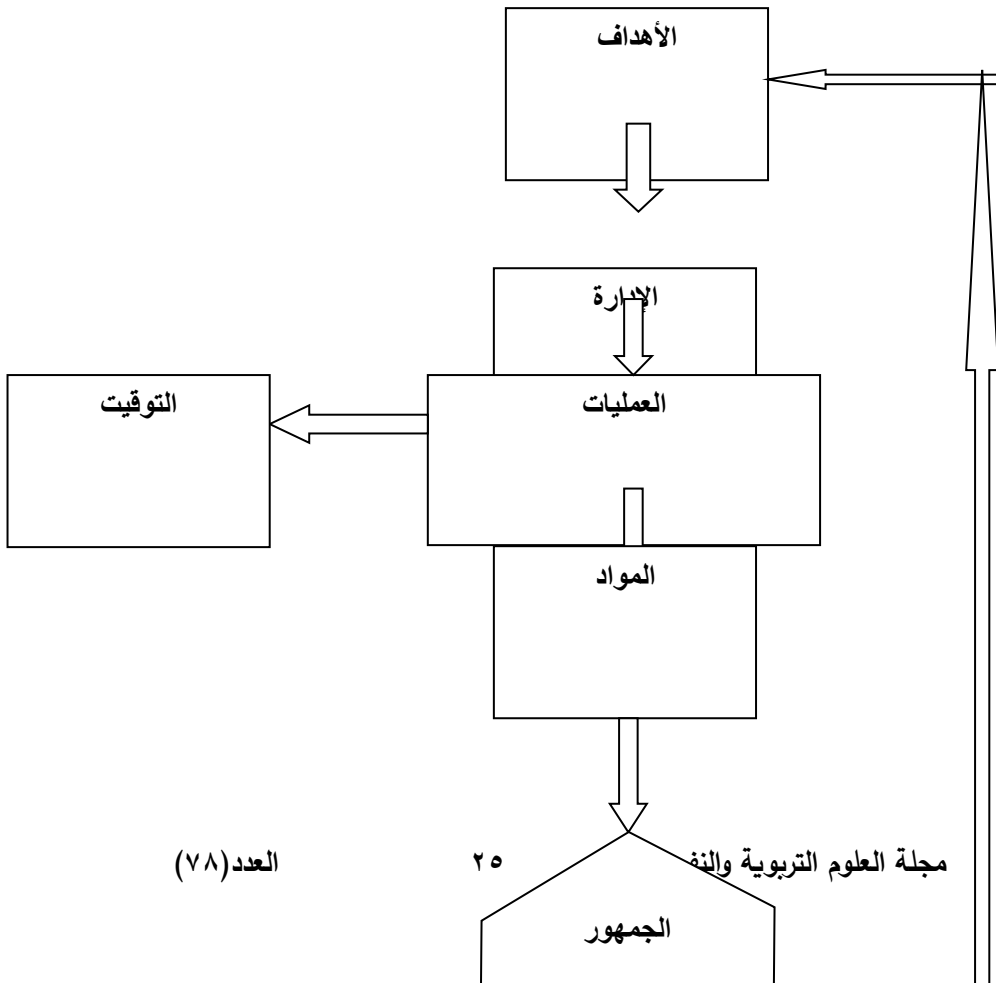 الأهداف
الإدارة
العمليات
التوقيت
المواد
مجلة العلوم التربوية ٢٥ العدد(٧٨)
الجمهور